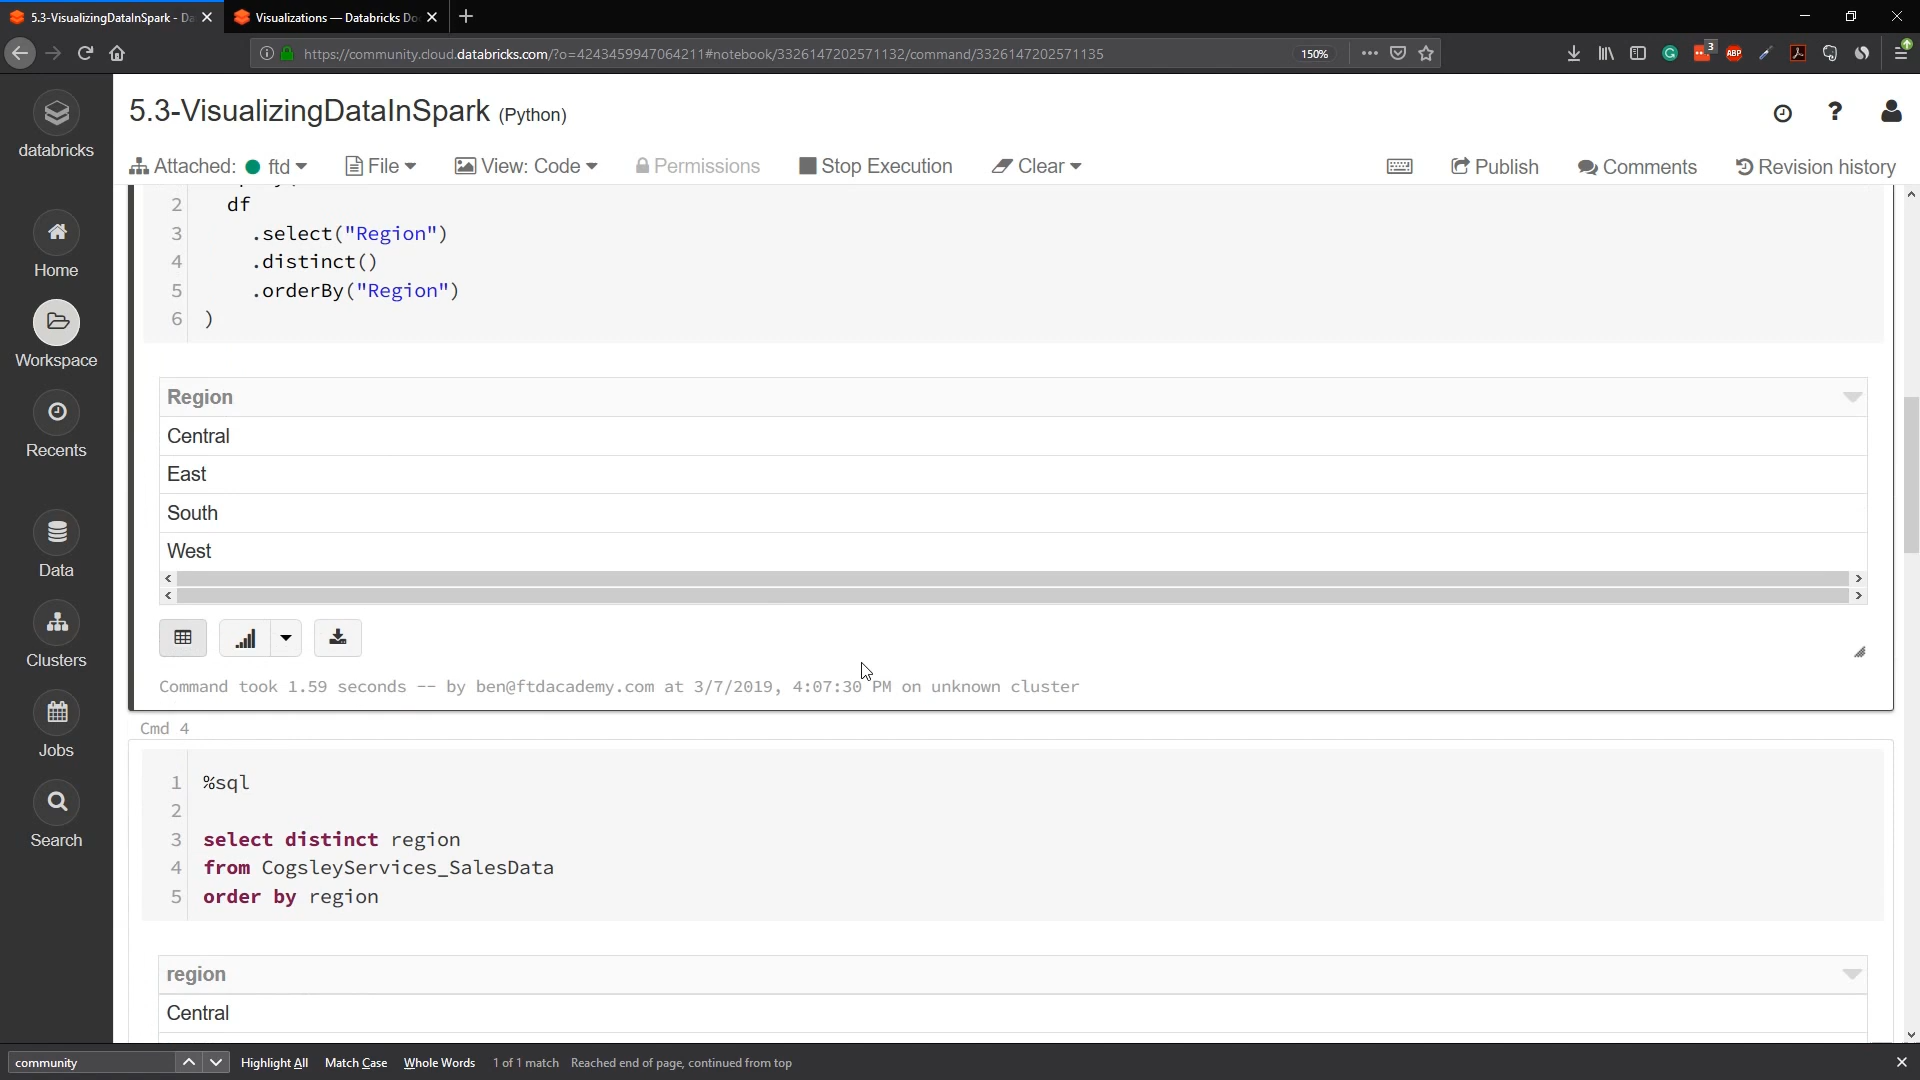 5.3-VisualizingDataInSpark - Da
Visualizations — Databricks Do
https://community.cloud.databricks.com/?o=4243459947064211#notebook/3326147202571132/command/3326147202571135
150%
3
ABP
databricks
Home
Workspace
Recents
Data
Clusters
Jobs
Search
5.3-VisualizingDataInSpark (Python)
Attached: ftd File View: Code Permissions Stop Execution Clear Publish Comments Revision history
2 df
3 .select("Region")
4 .distinct()
5 .orderBy("Region")
6 )
Region
Central
East
South
West
Command took 1.59 seconds -- by ben@ftdacademy.com at 3/7/2019, 4:07:30 PM on unknown cluster
Cmd 4
1 %sql
2
3 select distinct region
4 from CogsleyServices_SalesData
5 order by region
region
Central
community Highlight All Match Case Whole Words 1 of 1 match Reached end of page, continued from top